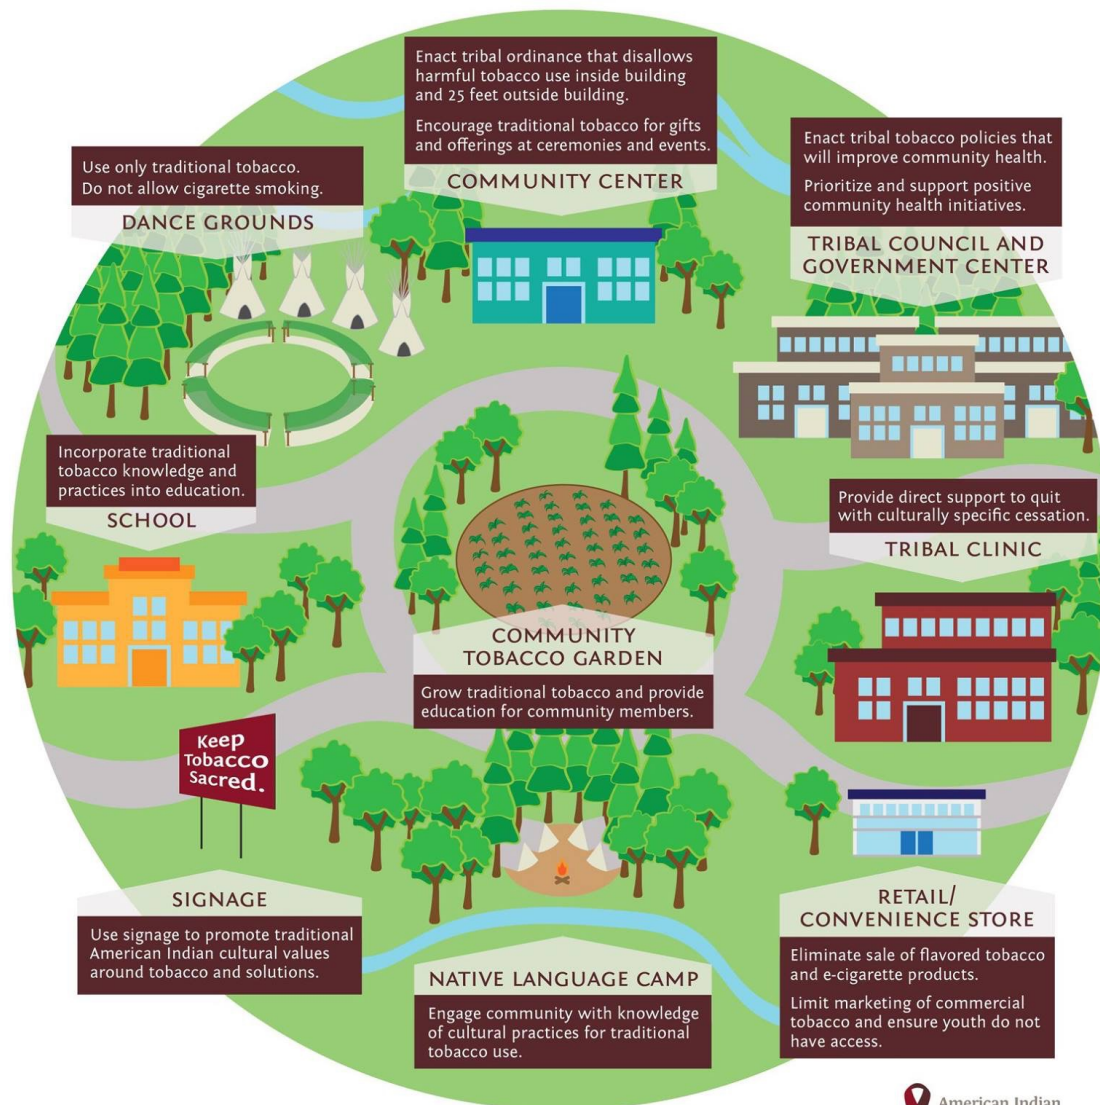 Enact tribal ordinance that disallows
harmful tobacco use inside building
and 25 feet outside building.
Encourage traditional tobacco for gifts
and offerings at ceremonies and events.
COMMUNITY CENTER
Use only traditional tobacco.
Do not allow cigarette smoking.
DANCE GROUNDS
Enact tribal tobacco policies that
will improve community health.
Prioritize and support positive
community health initiatives.
TRIBAL COUNCIL AND
GOVERNMENT CENTER
Incorporate traditional
tobacco knowledge and
practices into education.
SCHOOL
Provide direct support to quit
with culturally specific cessation.
TRIBAL CLINIC
COMMUNITY
TOBACCO GARDEN
Grow traditional tobacco and provide
education for community members.
Keep
Tobacco
Sacred.
SIGNAGE
Use signage to promote traditional
American Indian cultural values
around tobacco and solutions.
NATIVE LANGUAGE CAMP
Engage community with knowledge
of cultural practices for traditional
tobacco use.
RETAIL/
CONVENIENCE STORE
Eliminate sale of flavored tobacco
and e-cigarette products.
Limit marketing of commercial
tobacco and ensure youth do not
have access.
American Indian